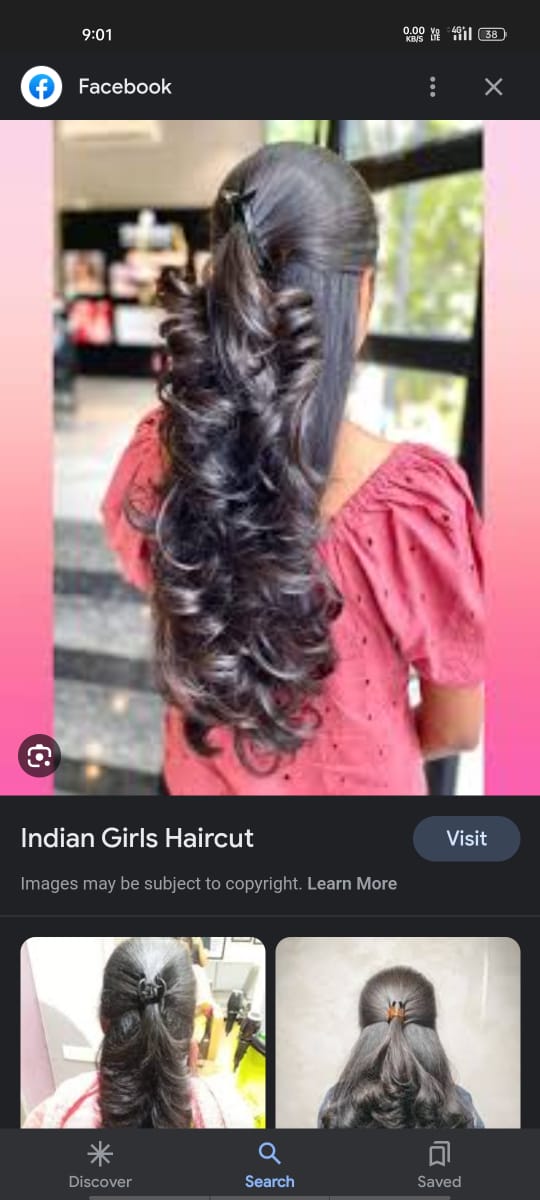 9:01
0.00
KB/S
Vo
LTE
4G+
38
Facebook
Indian Girls Haircut
Visit
Images may be subject to copyright. Learn More
Discover
Search
Saved